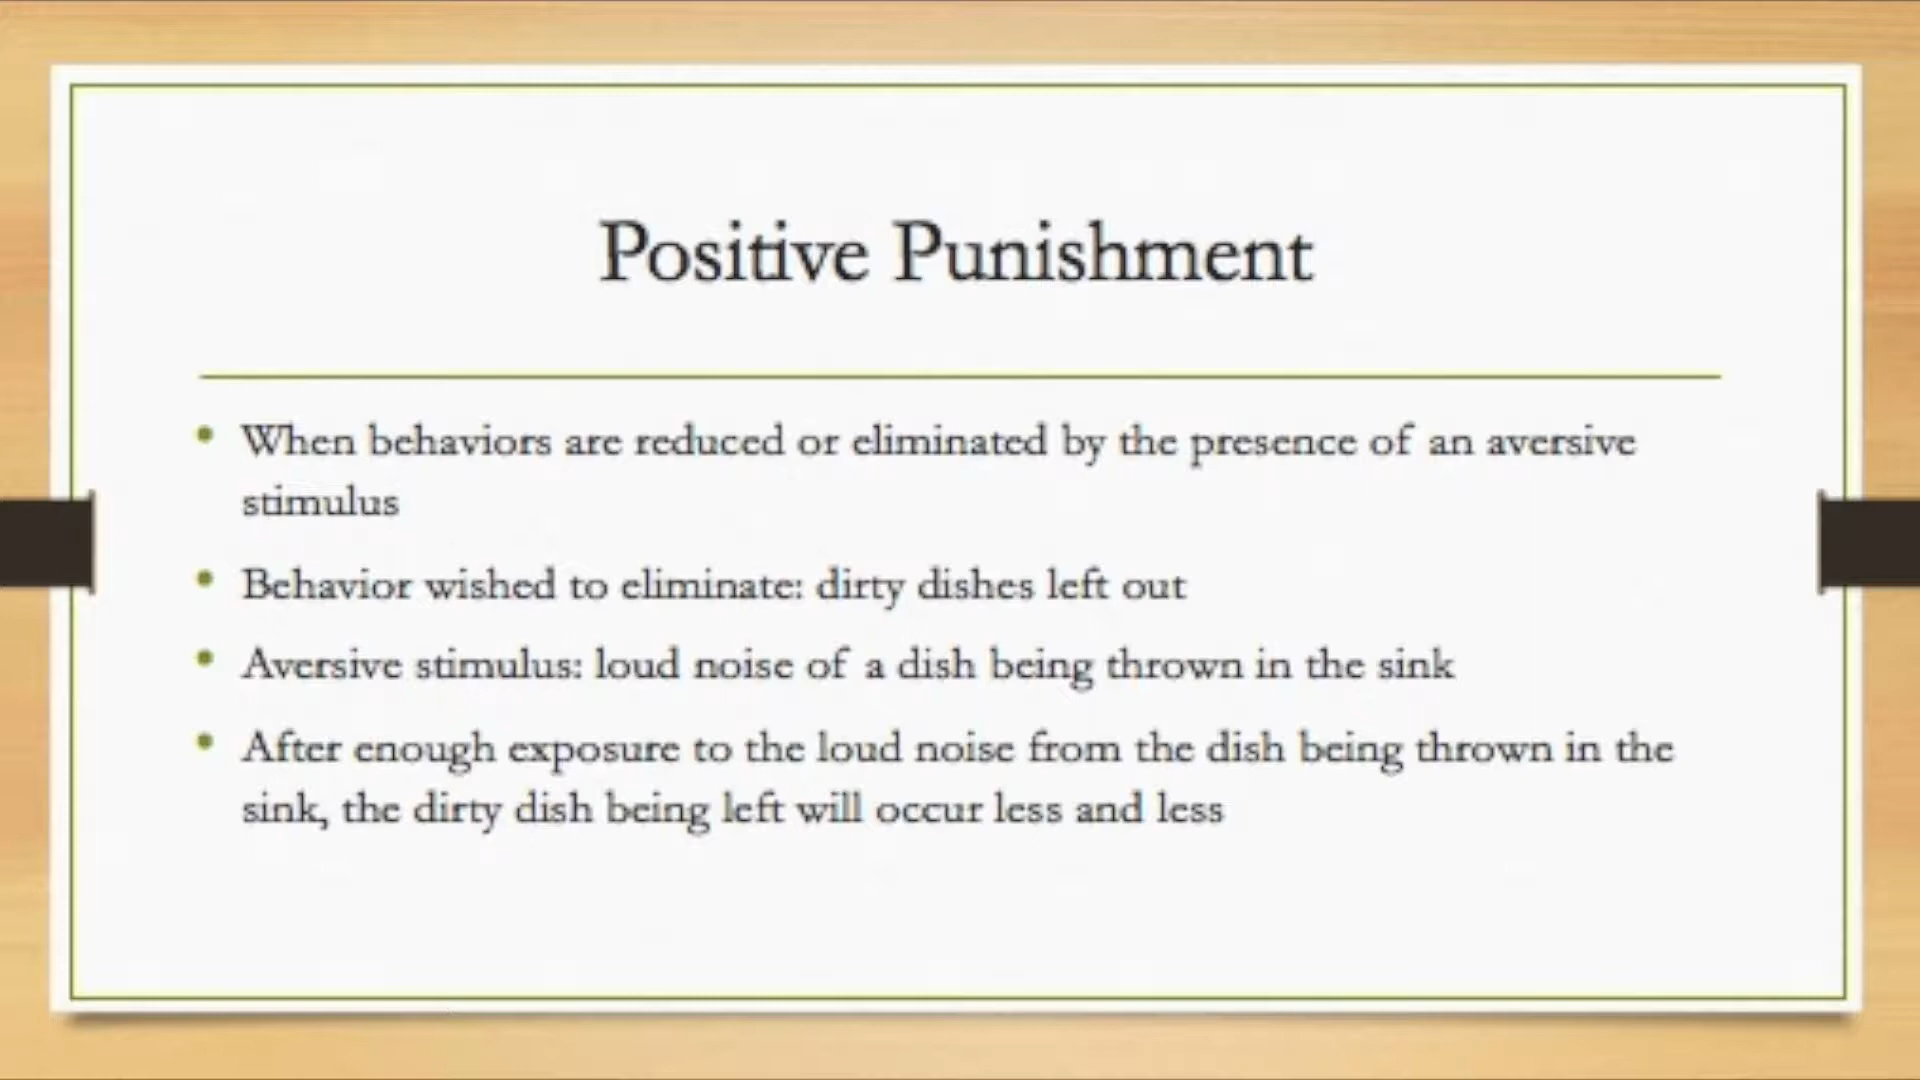 Positive Punishment
• When behaviors are reduced or eliminated by the presence of an aversive
stimulus
• Behavior wished to eliminate: dirty dishes left out
• Aversive stimulus: loud noise of a dish being thrown in the sink
• After enough exposure to the loud noise from the dish being thrown in the
sink, the dirty dish being left will occur less and less